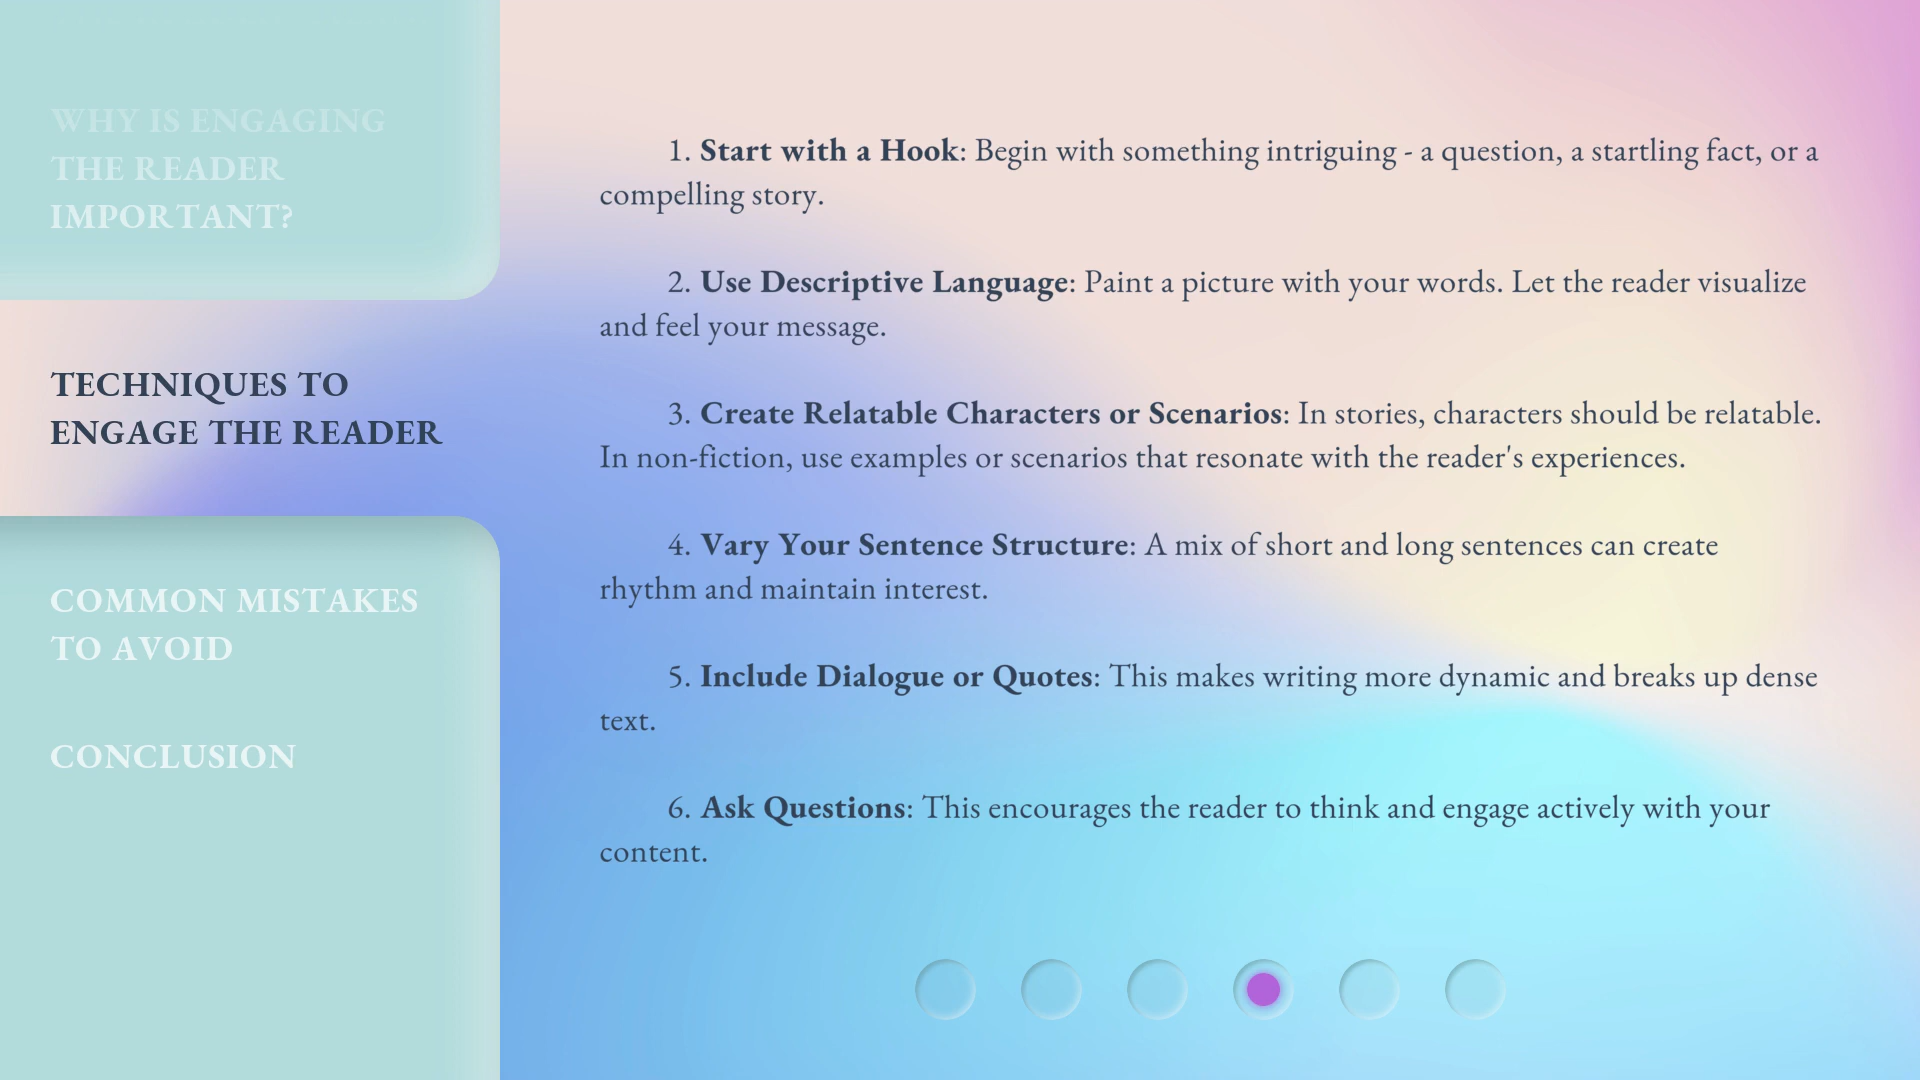 WHY IS ENGAGING
THE READER
IMPORTANT?
TECHNIQUES TO
ENGAGE THE READER
COMMON MISTAKES
TO AVOID
CONCLUSION
1. Start with a Hook: Begin with something intriguing - a question, a startling fact, or a
compelling story.
2. Use Descriptive Language: Paint a picture with your words. Let the reader visualize
and feel your message.
3. Create Relatable Characters or Scenarios: In stories, characters should be relatable.
In non-fiction, use examples or scenarios that resonate with the reader's experiences.
4. Vary Your Sentence Structure: A mix of short and long sentences can create
rhythm and maintain interest.
5. Include Dialogue or Quotes: This makes writing more dynamic and breaks up dense
text.
6. Ask Questions: This encourages the reader to think and engage actively with your
content.